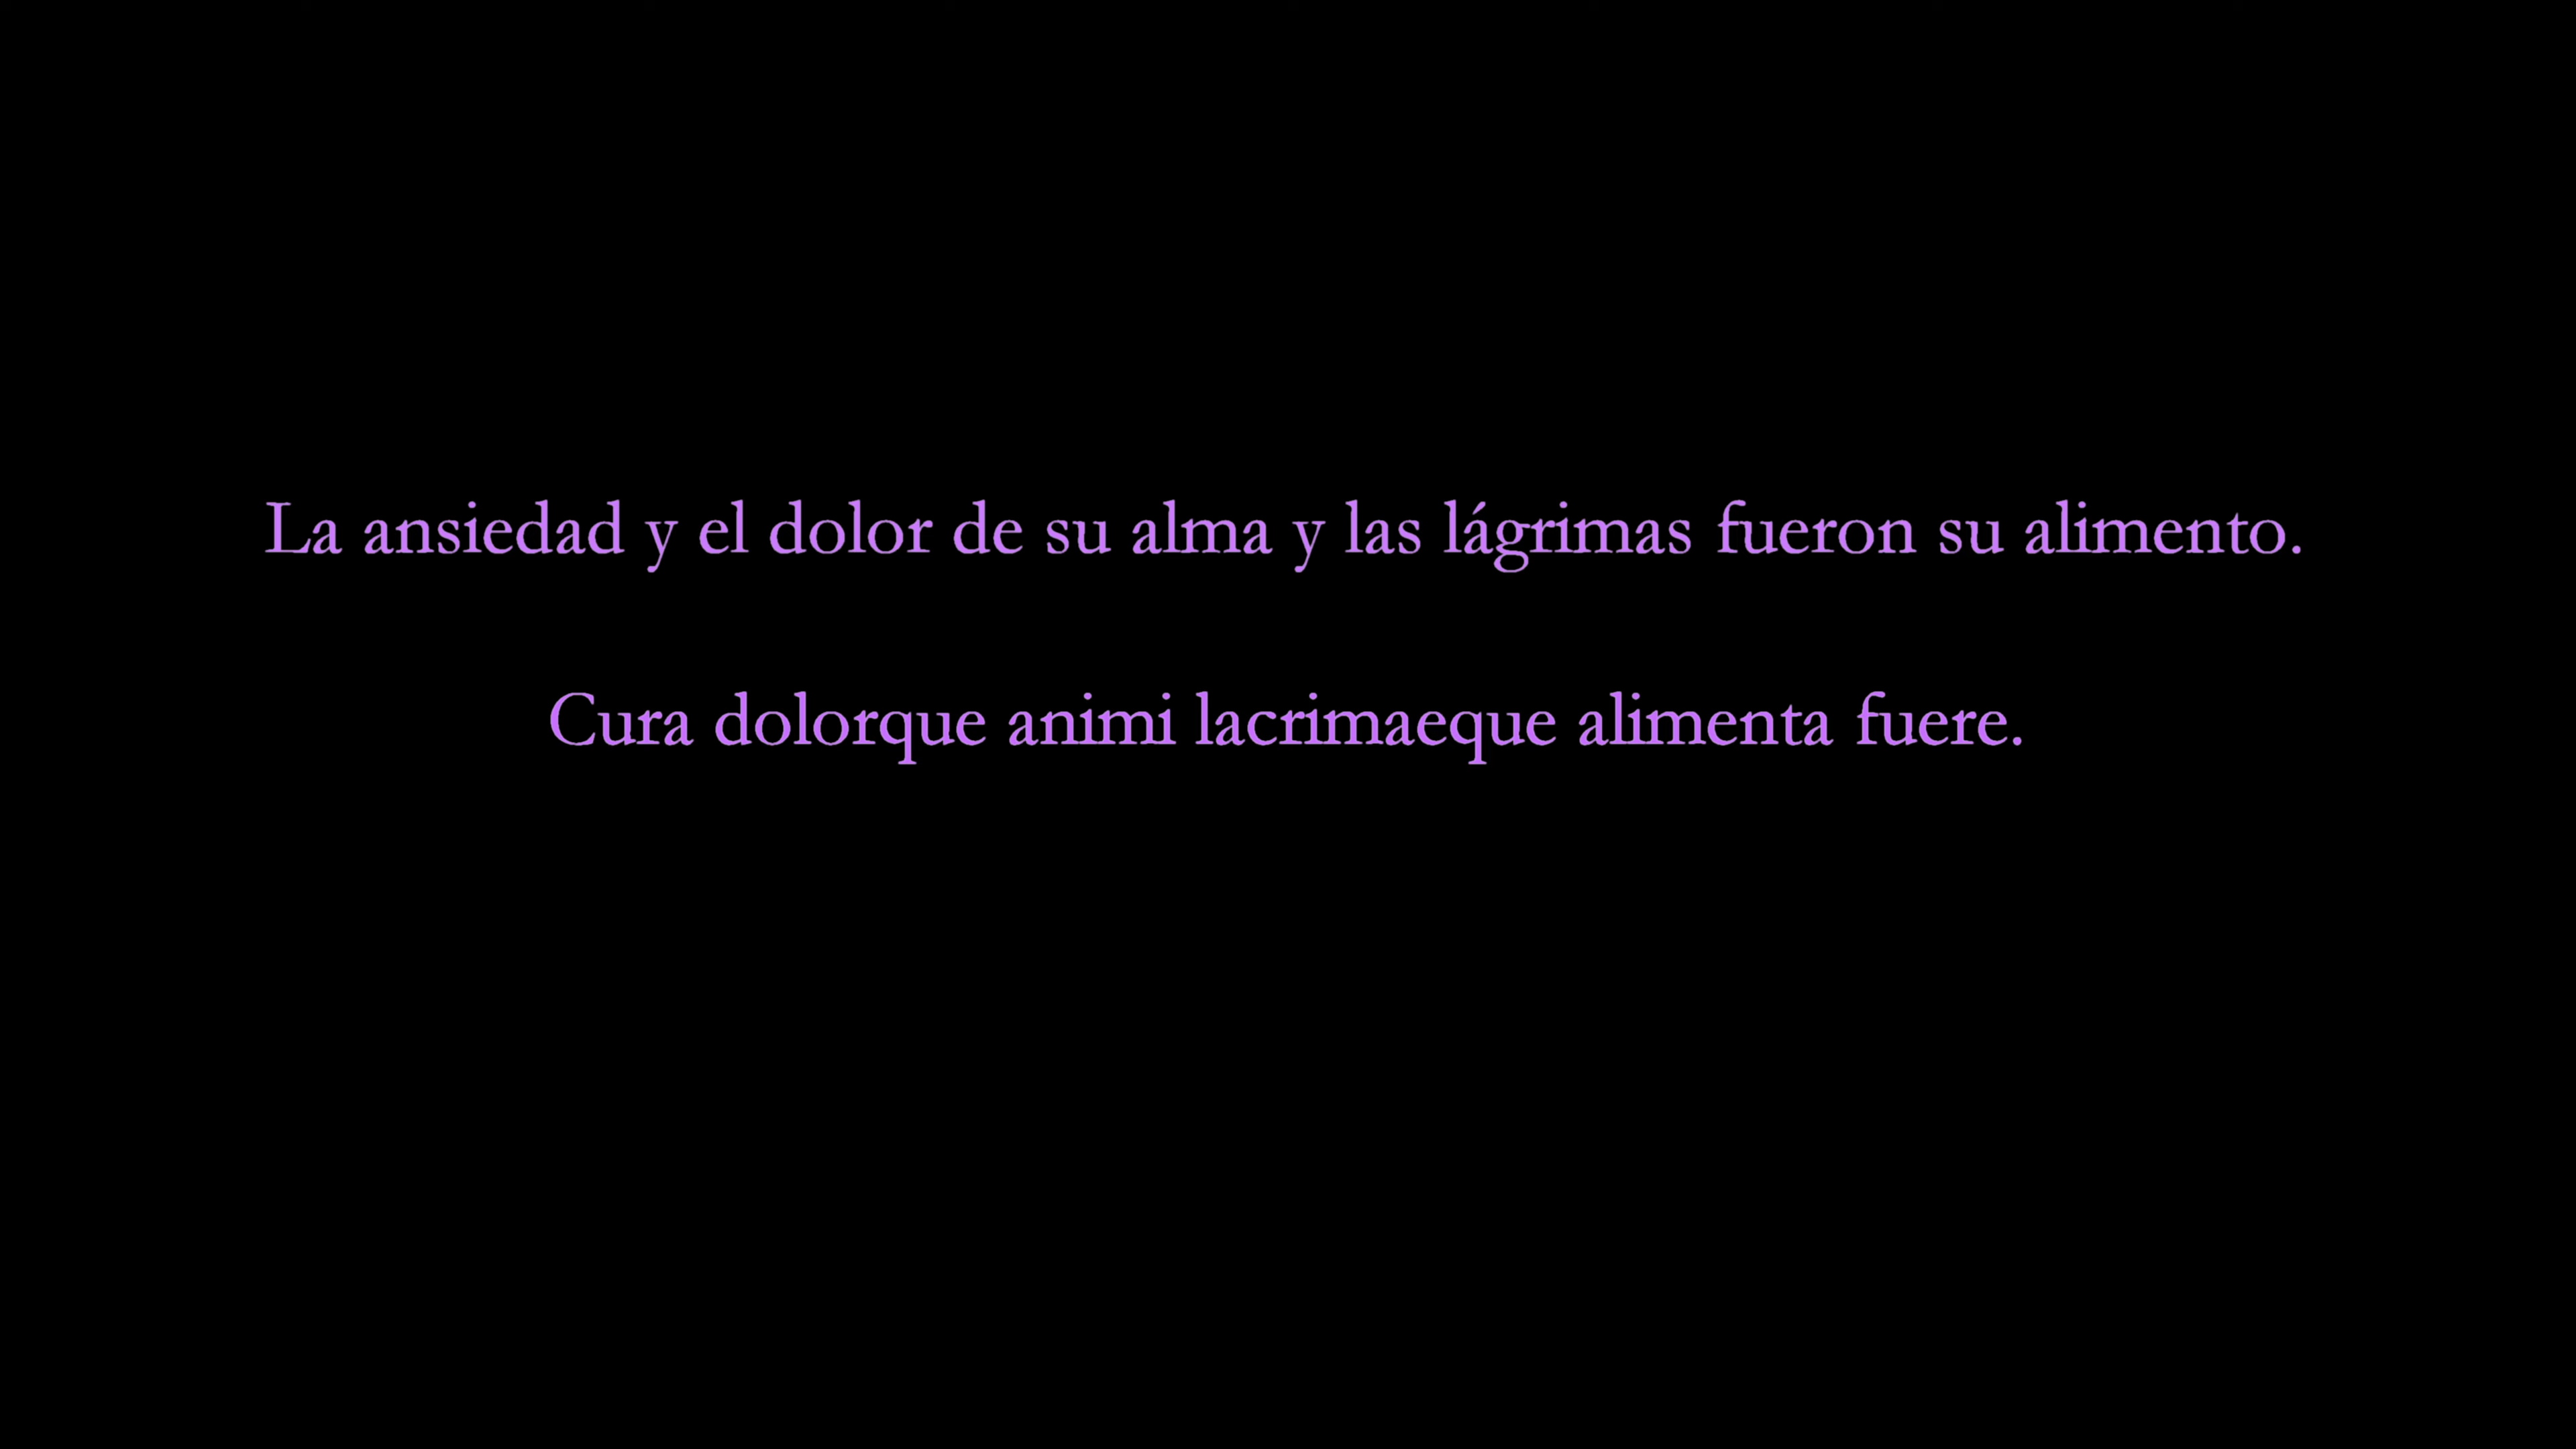 La ansiedad y el dolor de su alma y las lágrimas fueron su alimento.
Cura dolorque animi lacrimaeque alimenta fuere.